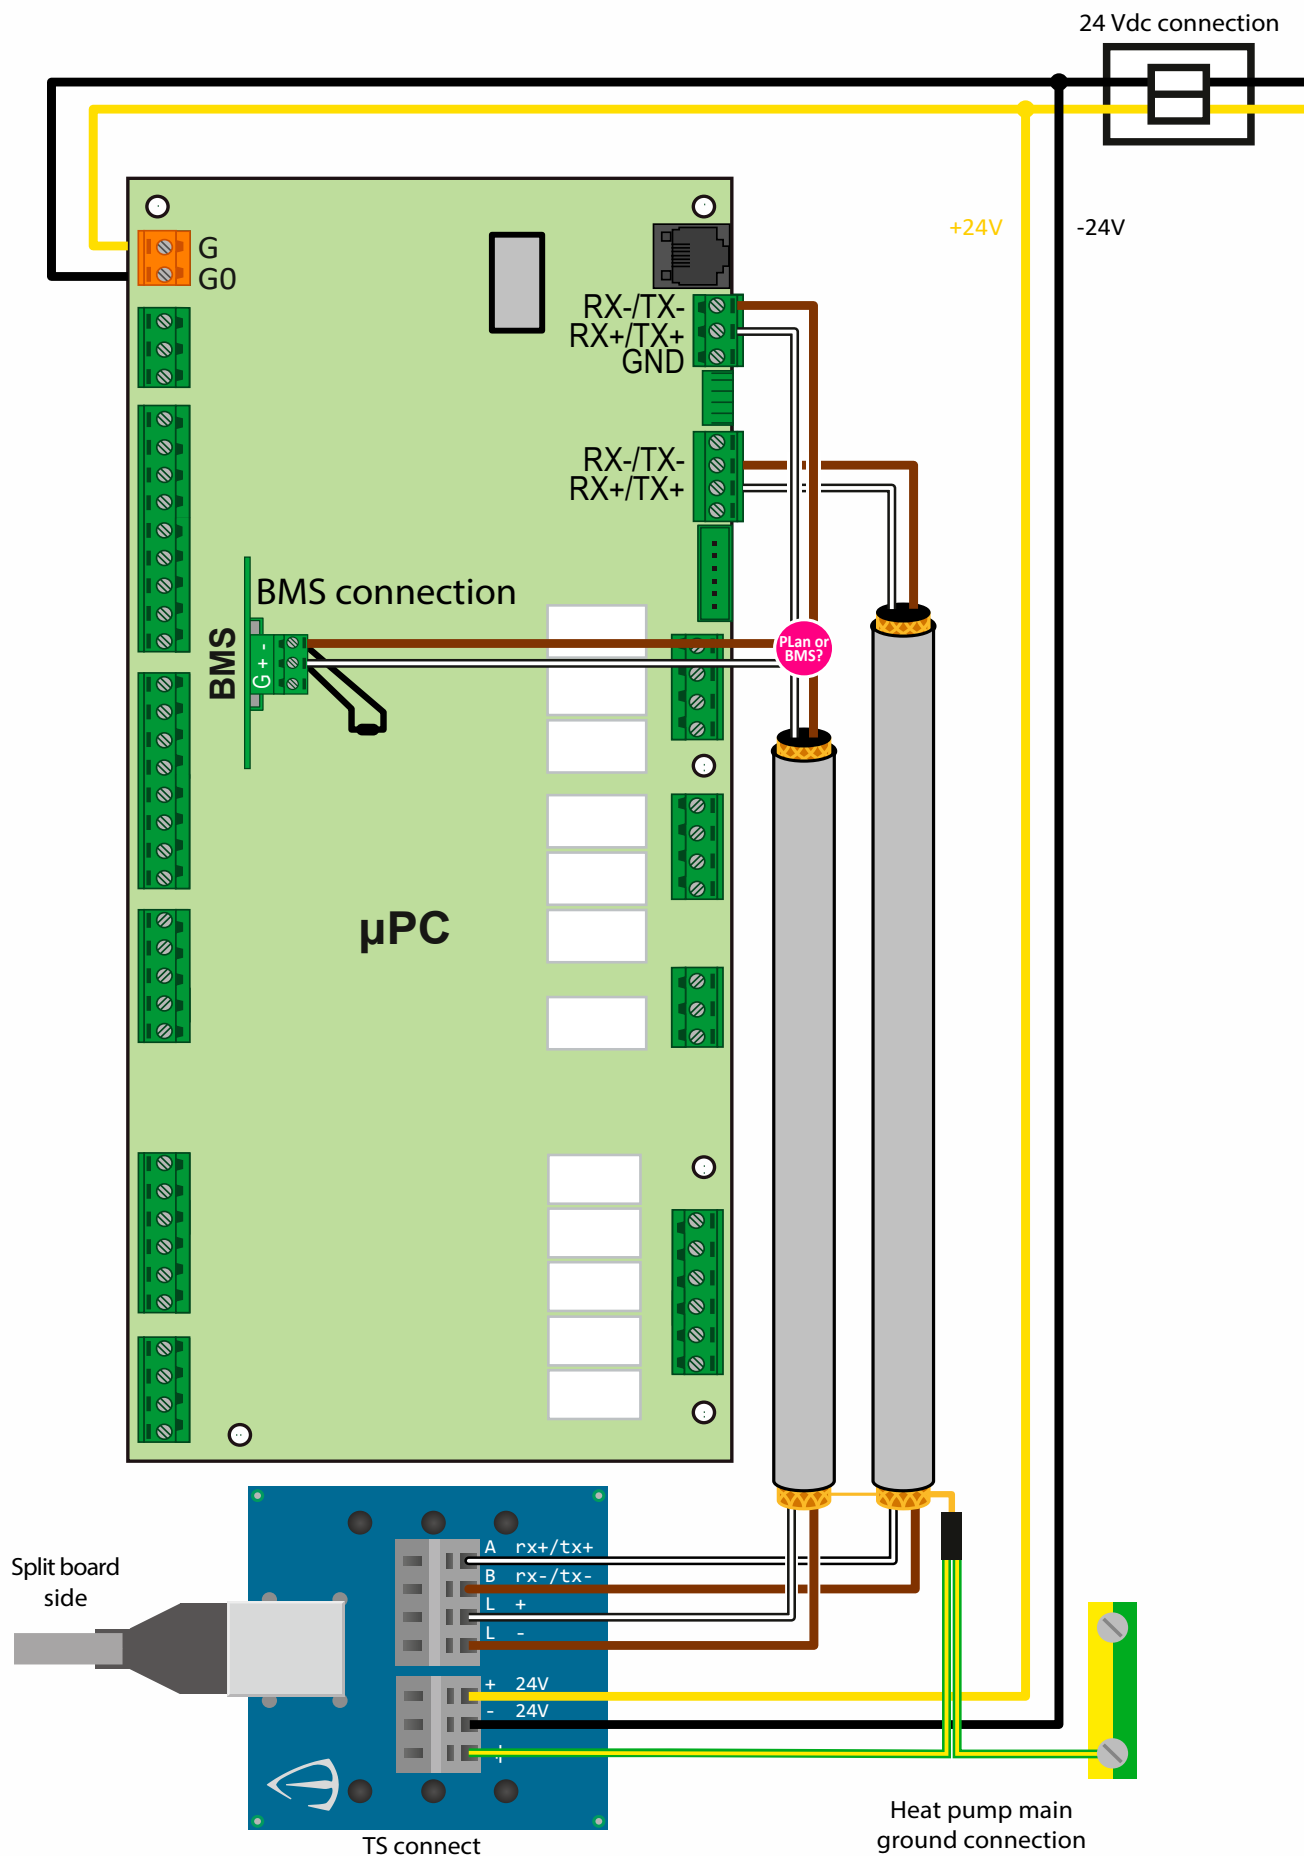 24 Vdc connection
+24V
-24V
G
G0
RX-/TX-
RX+/TX+
GND
RX-/TX-
RX+/TX+
BMS connection
BMS
G + -
PLan or
BMS?
µPC
A rx+/tx+
B rx-/tx-
L +
L -
+ 24V
- 24V
Split board
side
TS connect
Heat pump main
ground connection